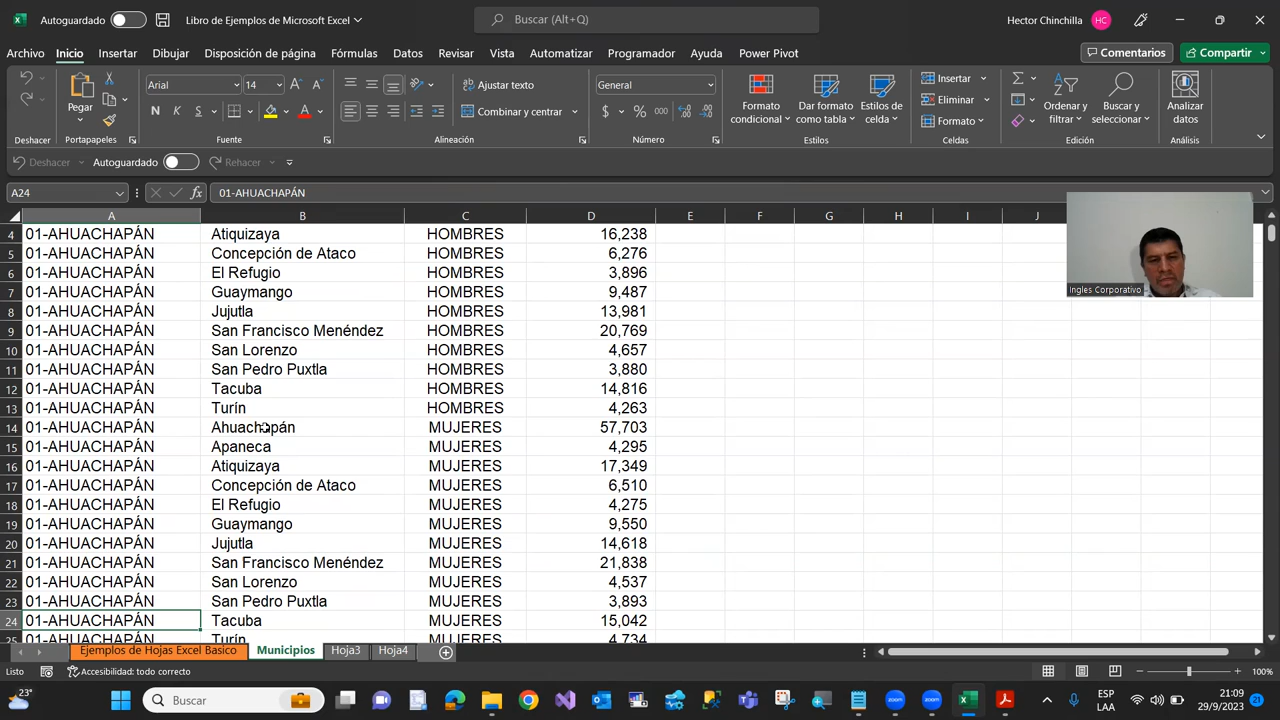 Autoguardado
Libro de Ejemplos de Microsoft Excel
Buscar (Alt+Q)
Hector Chinchilla
HC
Archivo Inicio Insertar Dibujar Disposición de página Fórmulas Datos Revisar Vista Automatizar Programador Ayuda Power Pivot
Comentarios Compartir
Arial 14 Ajustar texto General Insertar
Pegar
N K S Combinar y centrar $ % 000 Formato condicional Dar formato como tabla Estilos de celda Eliminar Ordenar y filtrar Buscar y seleccionar Analizar datos
Formato
Deshacer Portapapeles Fuente Alineación Número Estilos Celdas Edición Análisis
Deshacer Autoguardado Rehacer
A24 fx 01-AHUACHAPÁN
A B C D E F G H I J
4 01-AHUACHAPÁN Atiquizaya HOMBRES 16,238
5 01-AHUACHAPÁN Concepción de Ataco HOMBRES 6,276
6 01-AHUACHAPÁN El Refugio HOMBRES 3,896
7 01-AHUACHAPÁN Guaymango HOMBRES 9,487
8 01-AHUACHAPÁN Jujutla HOMBRES 13,981
9 01-AHUACHAPÁN San Francisco Menéndez HOMBRES 20,769
10 01-AHUACHAPÁN San Lorenzo HOMBRES 4,657
11 01-AHUACHAPÁN San Pedro Puxtla HOMBRES 3,880
12 01-AHUACHAPÁN Tacuba HOMBRES 14,816
13 01-AHUACHAPÁN Turín HOMBRES 4,263
14 01-AHUACHAPÁN Ahuachapán MUJERES 57,703
15 01-AHUACHAPÁN Apaneca MUJERES 4,295
16 01-AHUACHAPÁN Atiquizaya MUJERES 17,349
17 01-AHUACHAPÁN Concepción de Ataco MUJERES 6,510
18 01-AHUACHAPÁN El Refugio MUJERES 4,275
19 01-AHUACHAPÁN Guaymango MUJERES 9,550
20 01-AHUACHAPÁN Jujutla MUJERES 14,618
21 01-AHUACHAPÁN San Francisco Menéndez MUJERES 21,838
22 01-AHUACHAPÁN San Lorenzo MUJERES 4,537
23 01-AHUACHAPÁN San Pedro Puxtla MUJERES 3,893
24 01-AHUACHAPÁN Tacuba MUJERES 15,042
25 01-AHUACHAPÁN Turín MUJERES 4,734
Ingles Corporativo
Ejemplos de Hojas Excel Basico Municipios Hoja3 Hoja4
Listo Accesibilidad: todo correcto 100%
23° Buscar ESP LAA 21:09 29/9/2023 21